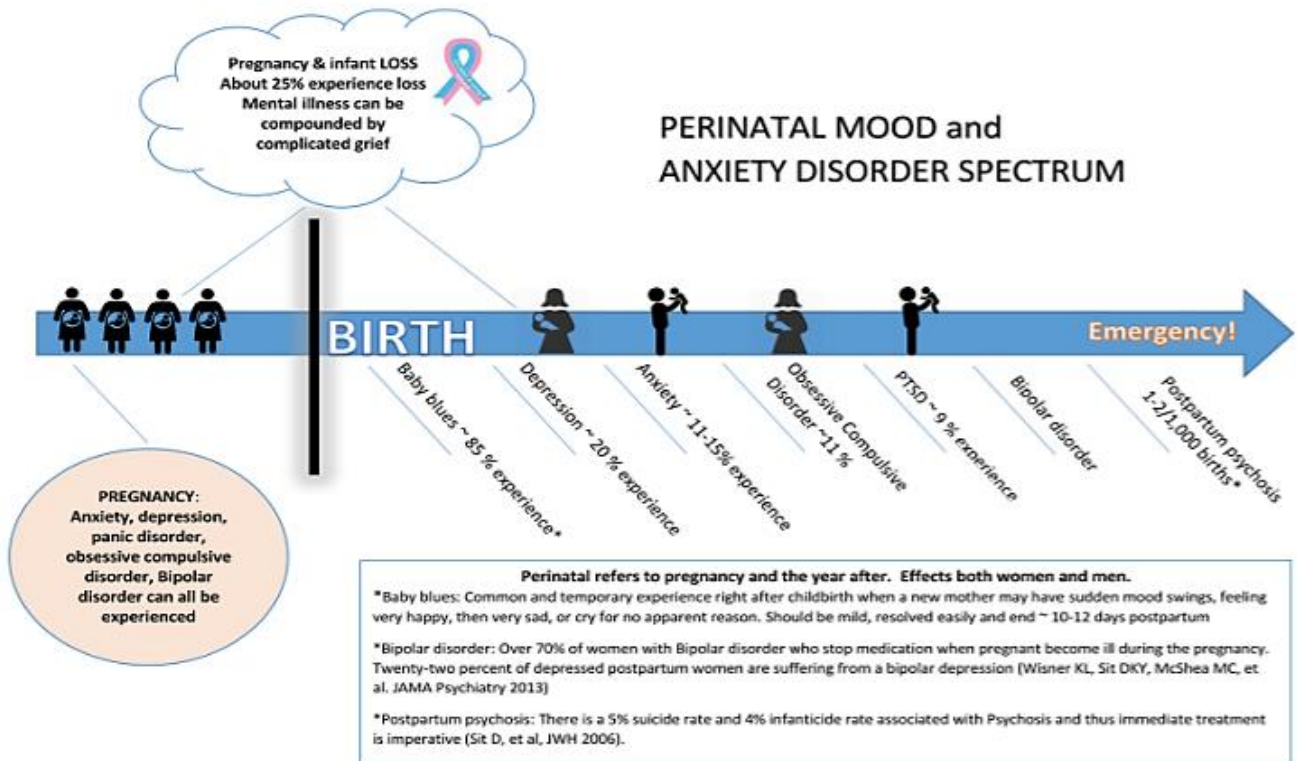 Pregnancy & infant LOSS
About 25% experience loss
Mental illness can be
compounded by
complicated grief
PERINATAL MOOD and
ANXIETY DISORDER SPECTRUM
BIRTH
Emergency!
Baby blues ~ 85 % experience*
Depression ~ 20 % experience
Anxiety ~ 11-15% experience
Obsessive Compulsive
Disorder ~11 %
PTSD ~ 9 % experience
Bipolar disorder
Postpartum psychosis
1-2/1,000 births*
PREGNANCY:
Anxiety, depression,
panic disorder,
obsessive compulsive
disorder, Bipolar
disorder can all be
experienced
Perinatal refers to pregnancy and the year after. Effects both women and men.
*Baby blues: Common and temporary experience right after childbirth when a new mother may have sudden mood swings, feeling
very happy, then very sad, or cry for no apparent reason. Should be mild, resolved easily and end ~ 10-12 days postpartum
*Bipolar disorder: Over 70% of women with Bipolar disorder who stop medication when pregnant become ill during the pregnancy.
Twenty-two percent of depressed postpartum women are suffering from a bipolar depression (Wisner KL, Sit DKY, McShea MC, et
al. JAMA Psychiatry 2013)
*Postpartum psychosis: There is a 5% suicide rate and 4% infanticide rate associated with Psychosis and thus immediate treatment
is imperative (Sit D, et al, JWH 2006).